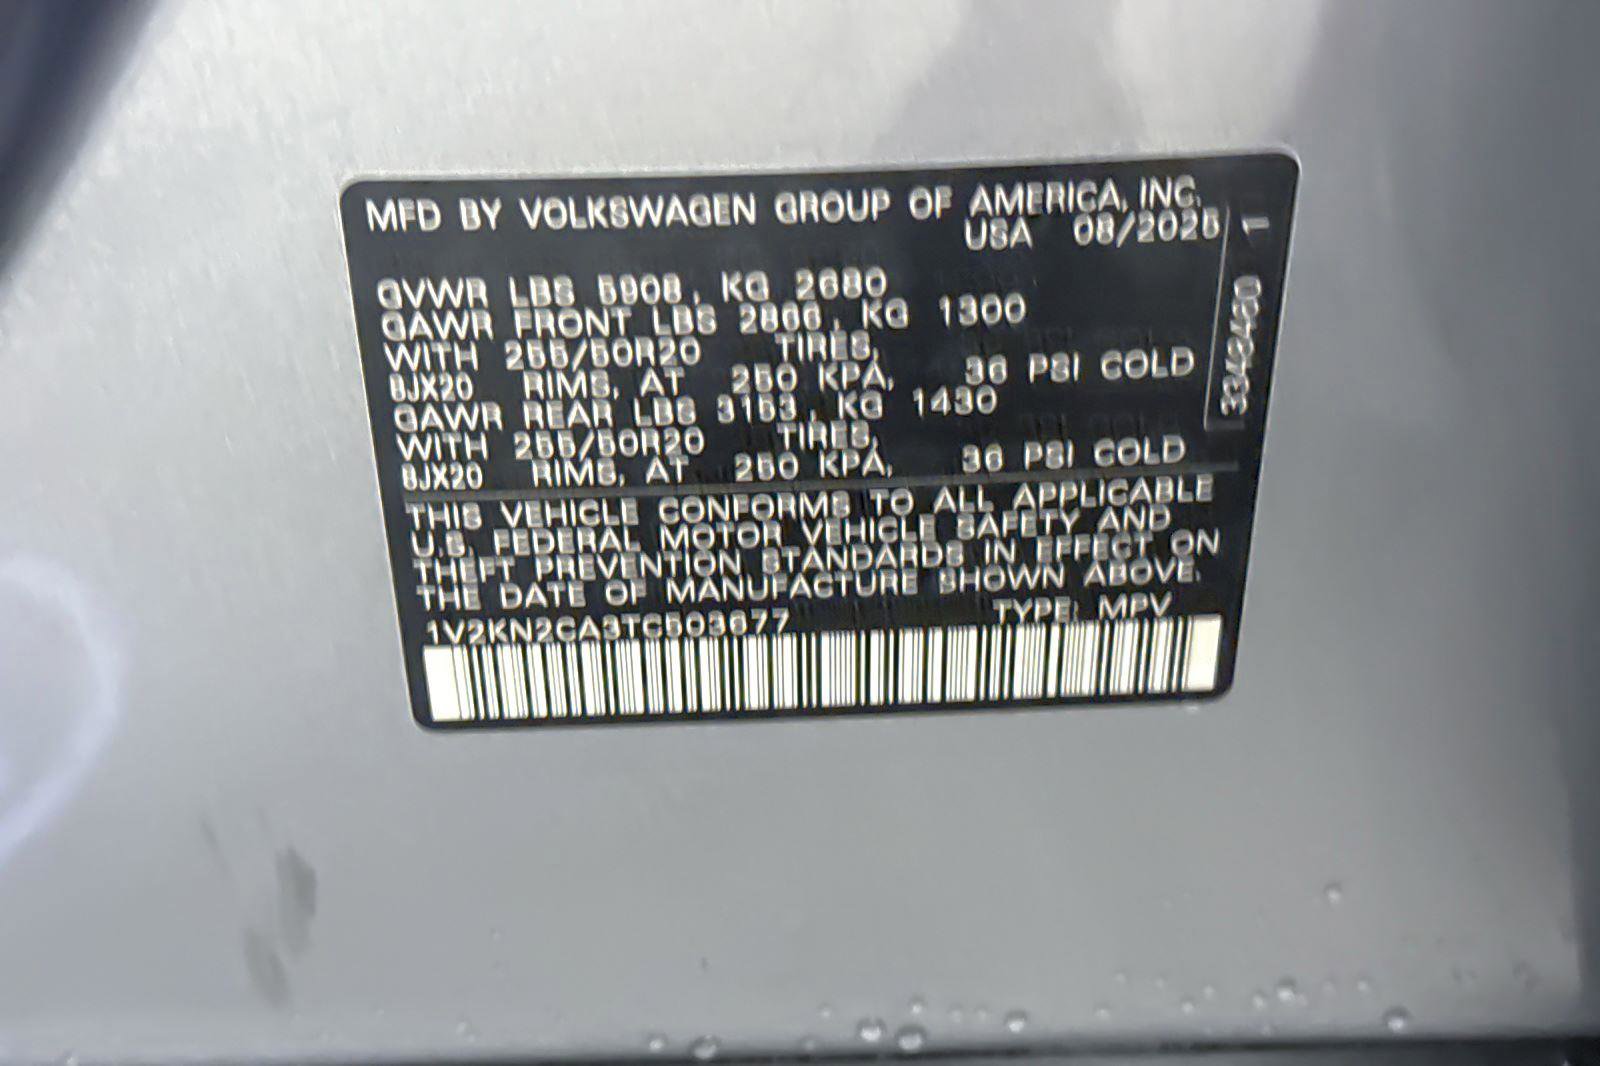 MFD BY VOLKSWAGEN GROUP OF AMERICA, INC.
USA 08/2025
GVWR LBS 5908, KG 2680
GAWR FRONT LBS 2866, KG 1300
WITH 255/50R20 TIRES,
8JX20 RIMS, AT 250 KPA, 36 PSI COLD
GAWR REAR LBS 3153, KG 1430
WITH 255/50R20 TIRES,
8JX20 RIMS, AT 250 KPA, 36 PSI COLD
THIS VEHICLE CONFORMS TO ALL APPLICABLE
U.S. FEDERAL MOTOR VEHICLE SAFETY AND
THEFT PREVENTION STANDARDS IN EFFECT ON
THE DATE OF MANUFACTURE SHOWN ABOVE.
TYPE: MPV
1